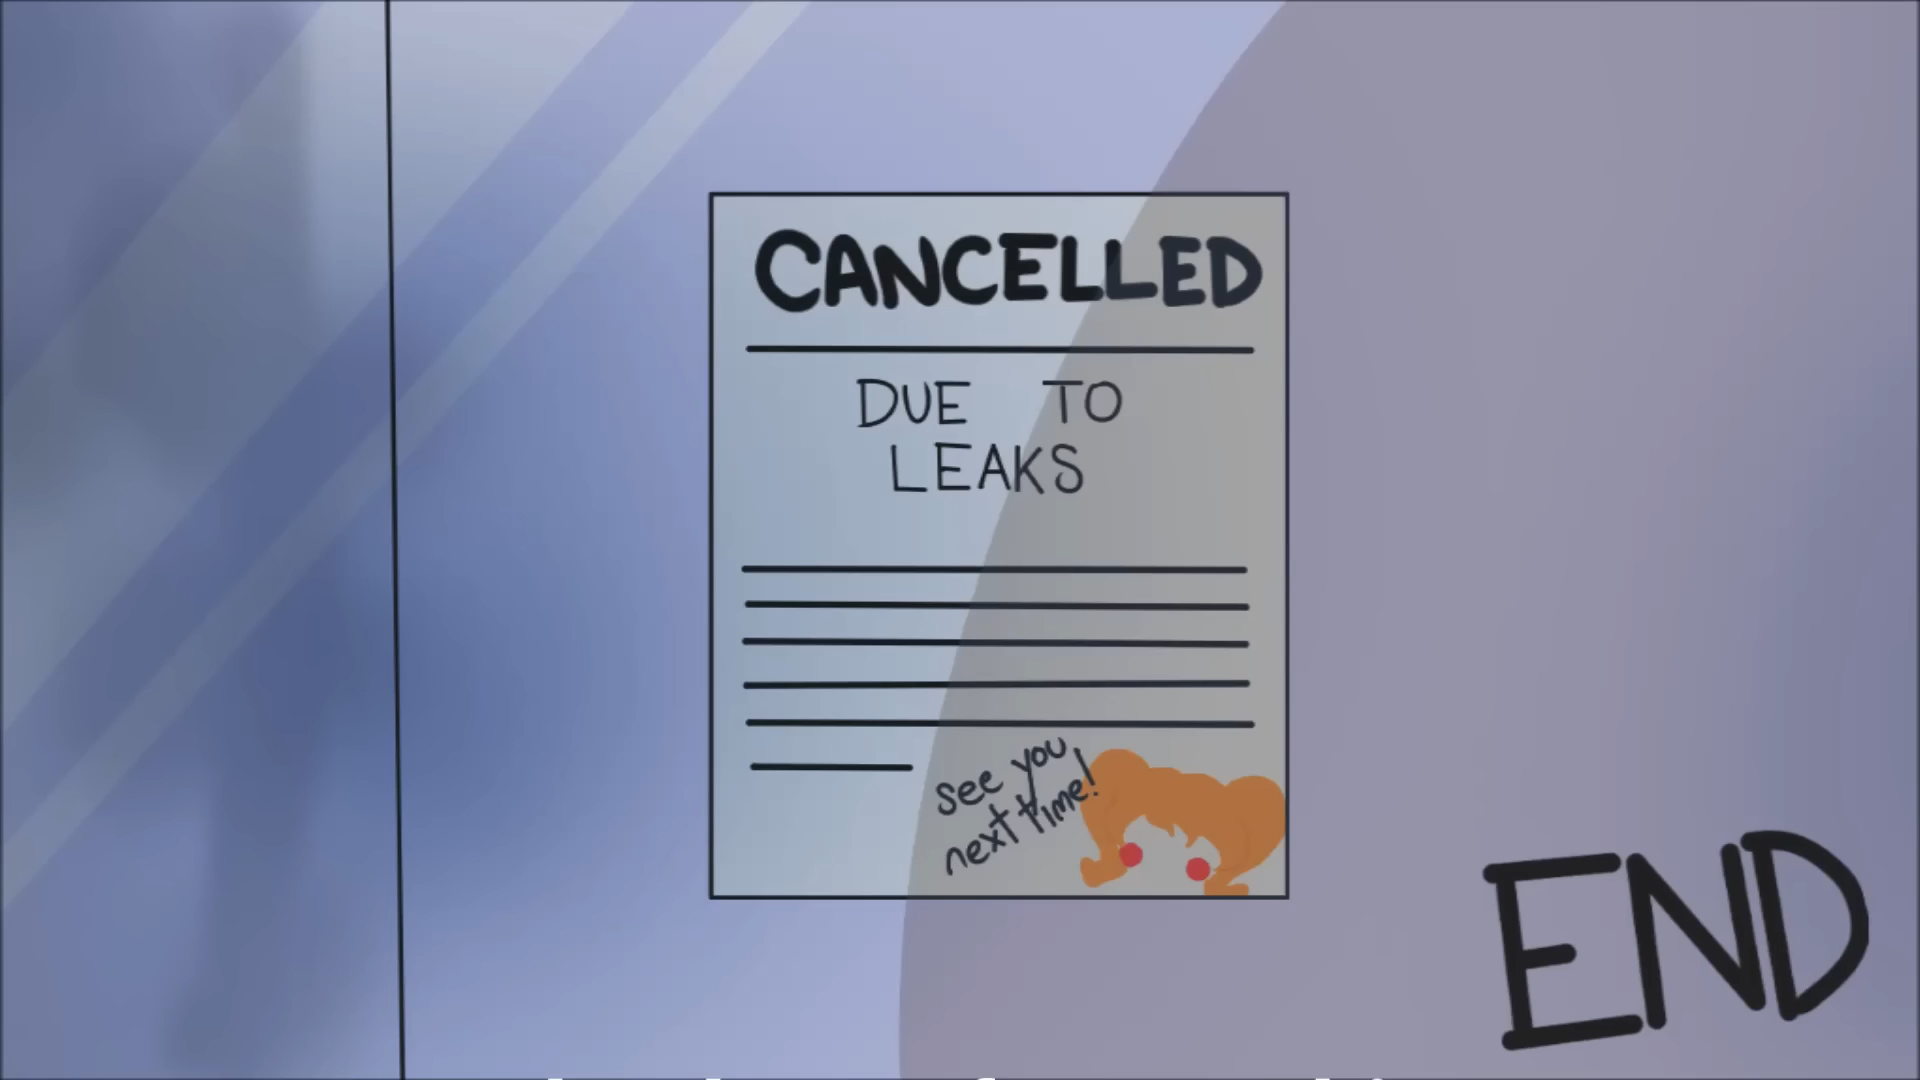 CANCELLED
DUE TO
LEAKS
see you
next time!
END